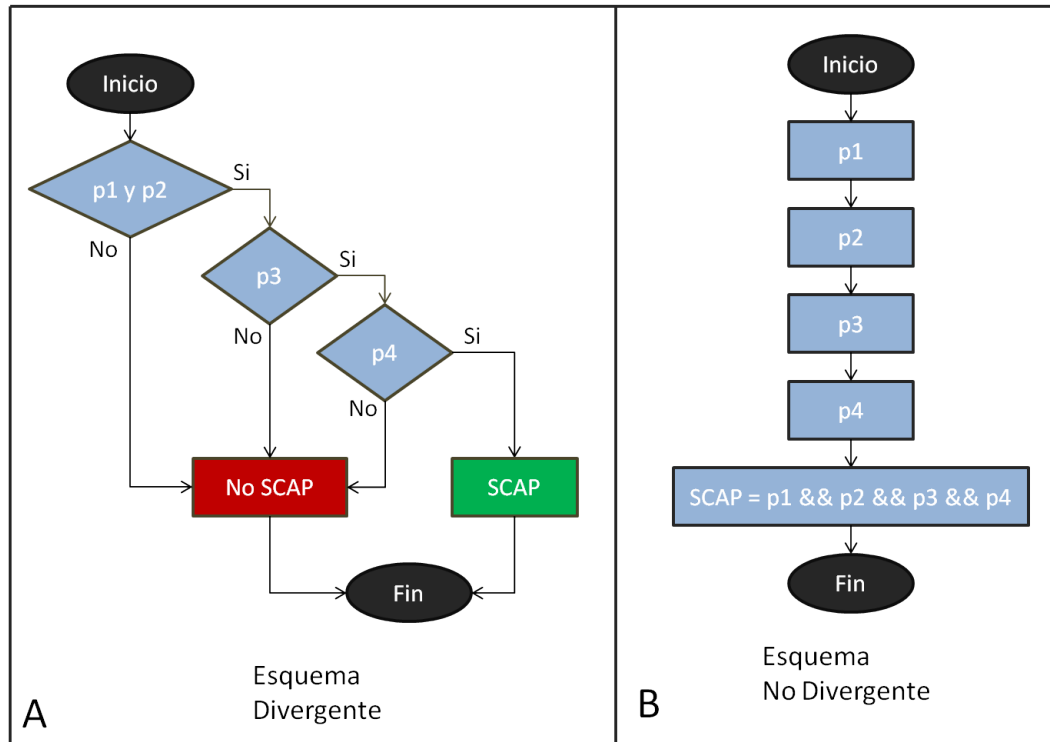 Inicio
p1 y p2
Si
No
p3
Si
No
p4
Si
No
No SCAP
SCAP
Fin
Esquema
Divergente
A
Inicio
p1
p2
p3
p4
SCAP = p1 && p2 && p3 && p4
Fin
Esquema
No Divergente
B